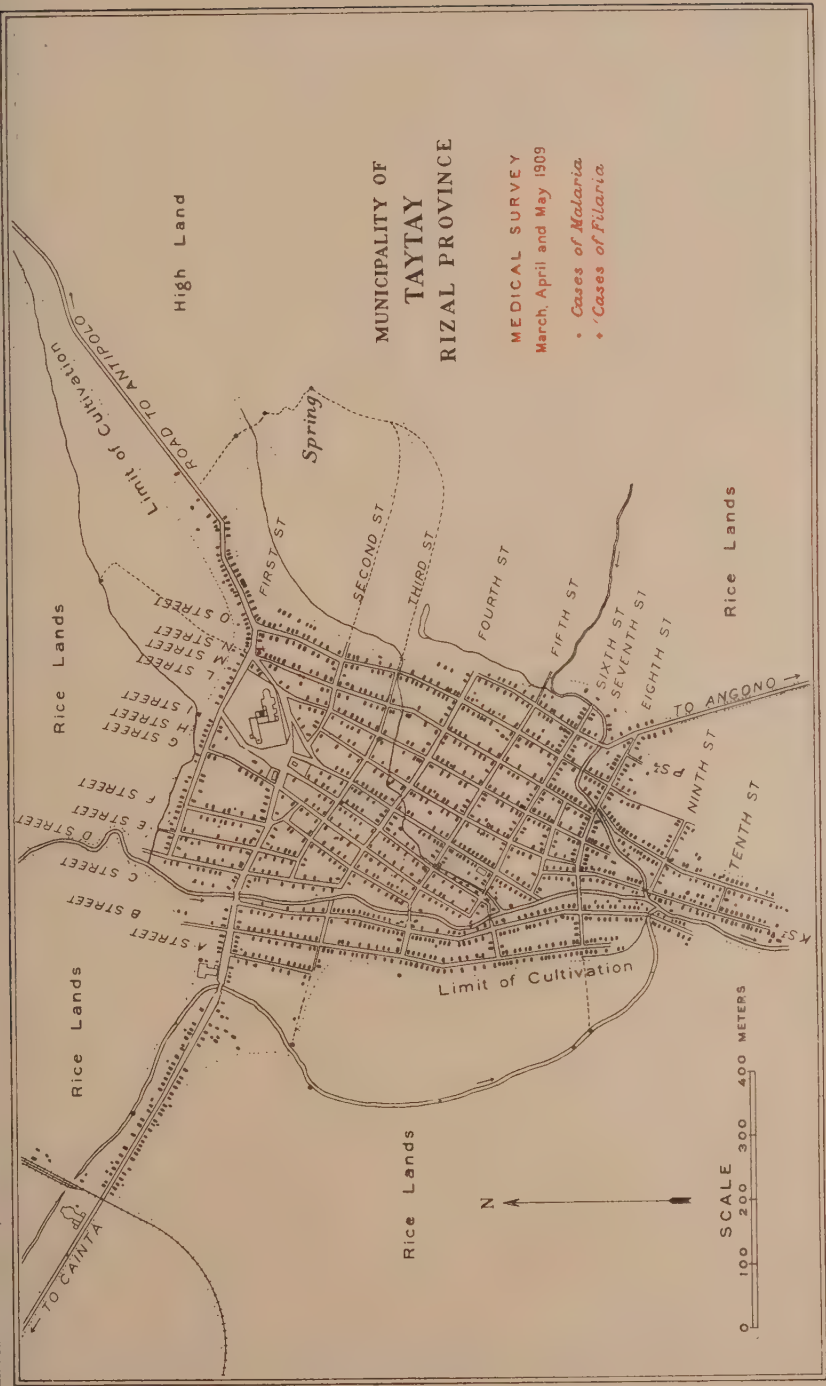 MUNICIPALITY OF
TAYTAY
RIZAL PROVINCE
MEDICAL SURVEY
March, April and May 1909
• Cases of Malaria
+ Cases of Filaria
High Land
Rice Lands
Rice Lands
Rice Lands
Rice Lands
Limit of Cultivation
ROAD TO ANTIPOLO
Spring
FIRST ST
SECOND ST
THIRD ST
FOURTH ST
FIFTH ST
SIXTH ST
SEVENTH ST
EIGHTH ST
NINTH ST
TENTH ST
TO ANGONO
P St.
K St.
O STREET
N STREET
M STREET
L STREET
I STREET
H STREET
G STREET
F STREET
E STREET
D STREET
C STREET
B STREET
A STREET
Limit of Cultivation
TO CAINTA
N
SCALE
0 100 200 300 400 METERS